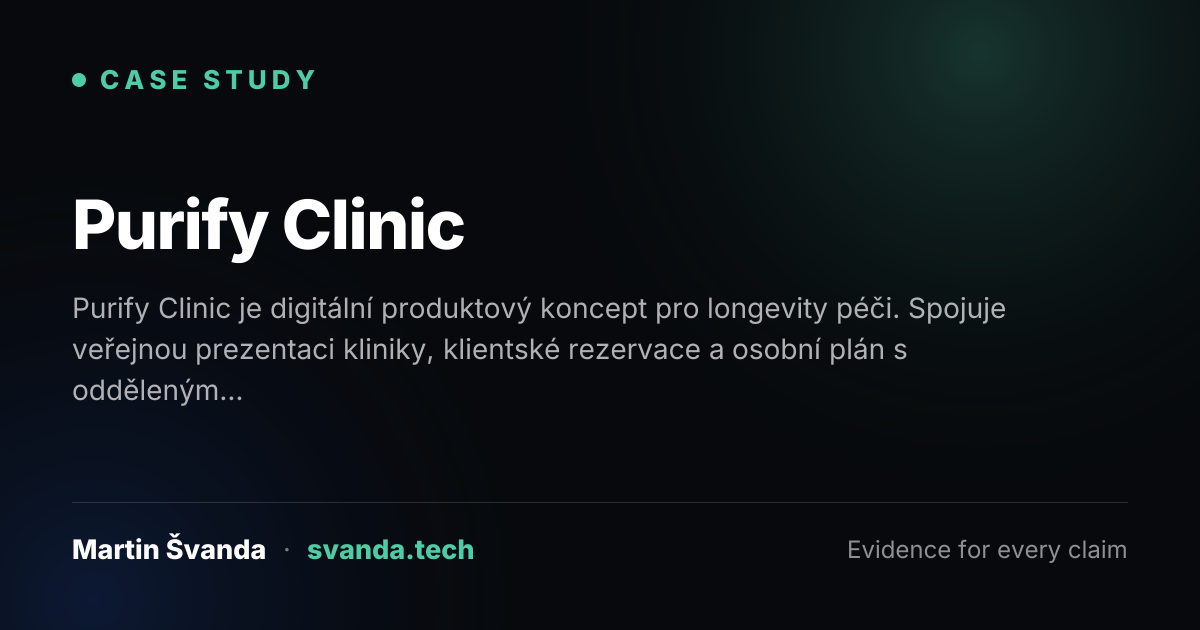 CASE STUDY
Purify Clinic
Purify Clinic je digitální produktový koncept pro longevity péči. Spojuje
veřejnou prezentaci kliniky, klientské rezervace a osobní plán s
odděleným…
Martin Švanda · svanda.tech
Evidence for every claim